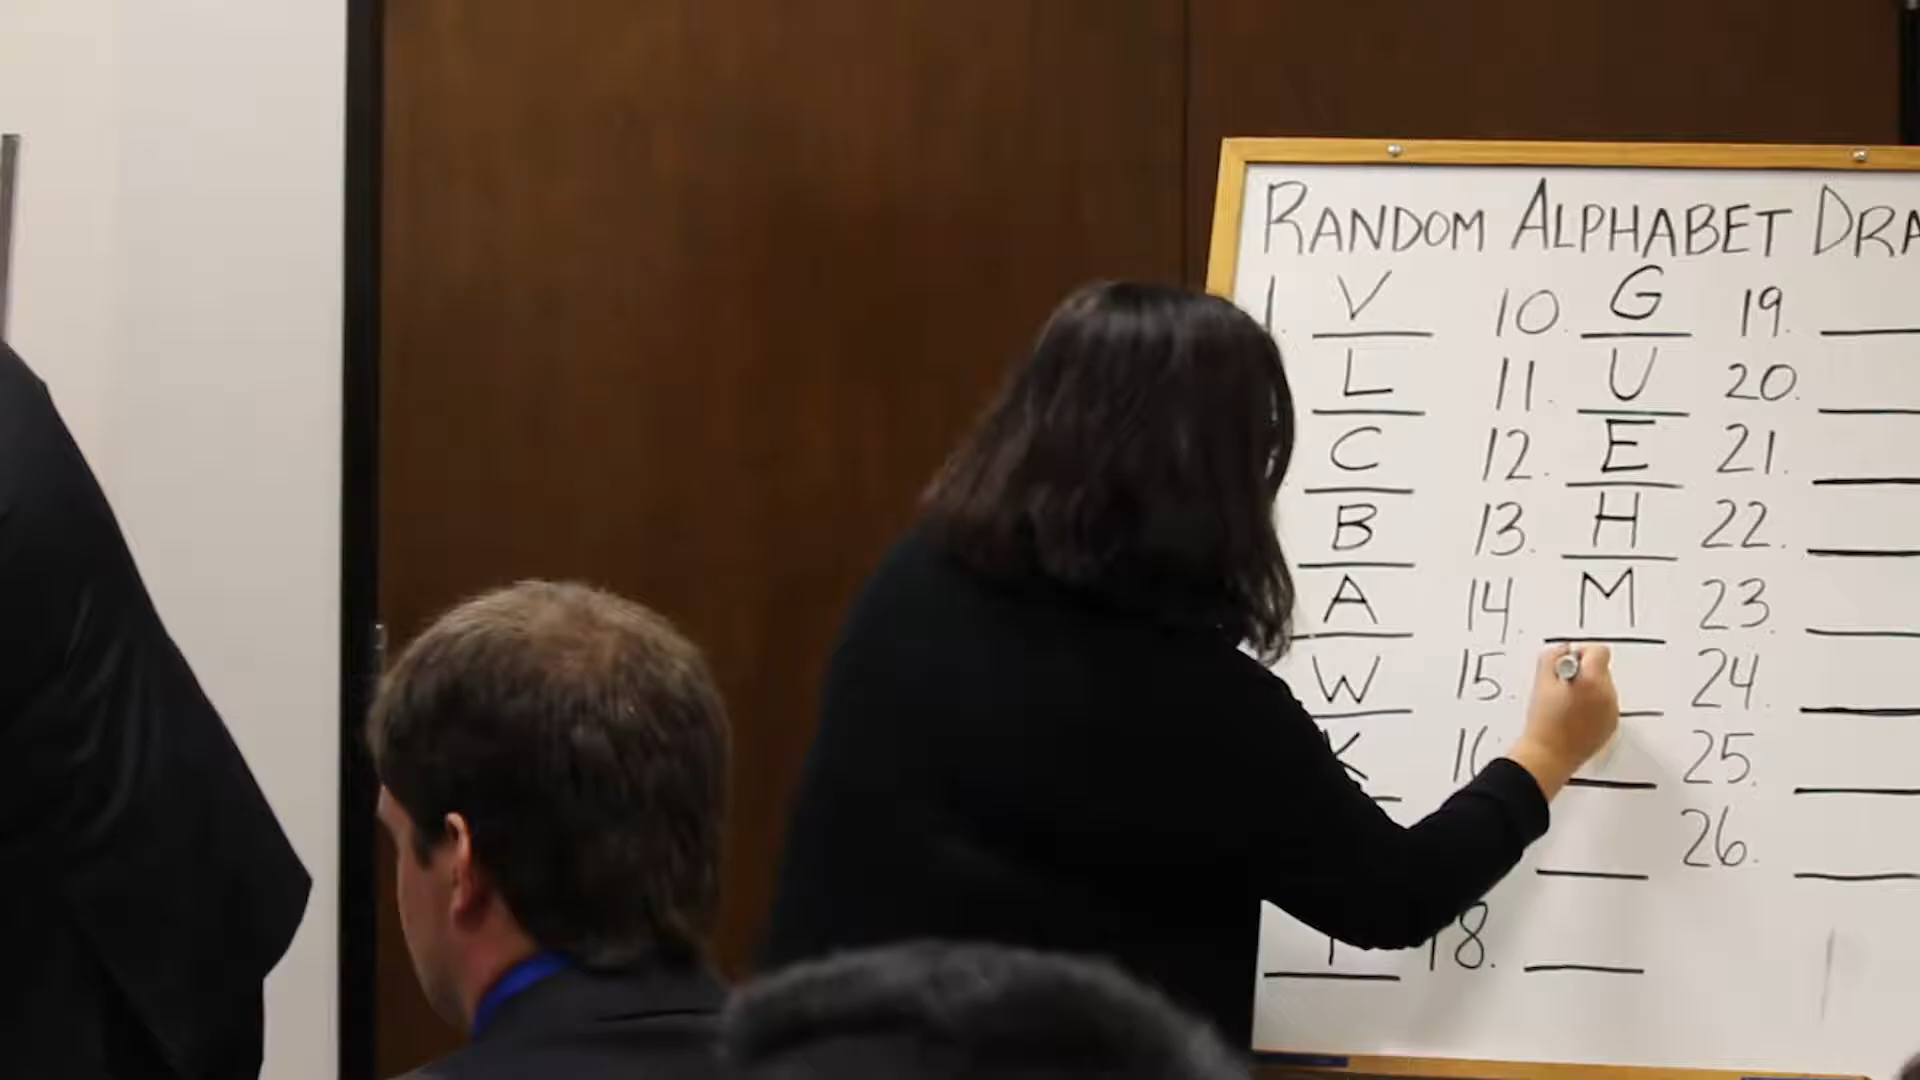 RANDOM ALPHABET DRA
1. V 10. G 19.
L 11. U 20.
C 12. E 21.
B 13. H 22.
A 14. M 23.
W 15. 24.
K 25.
26.
18.